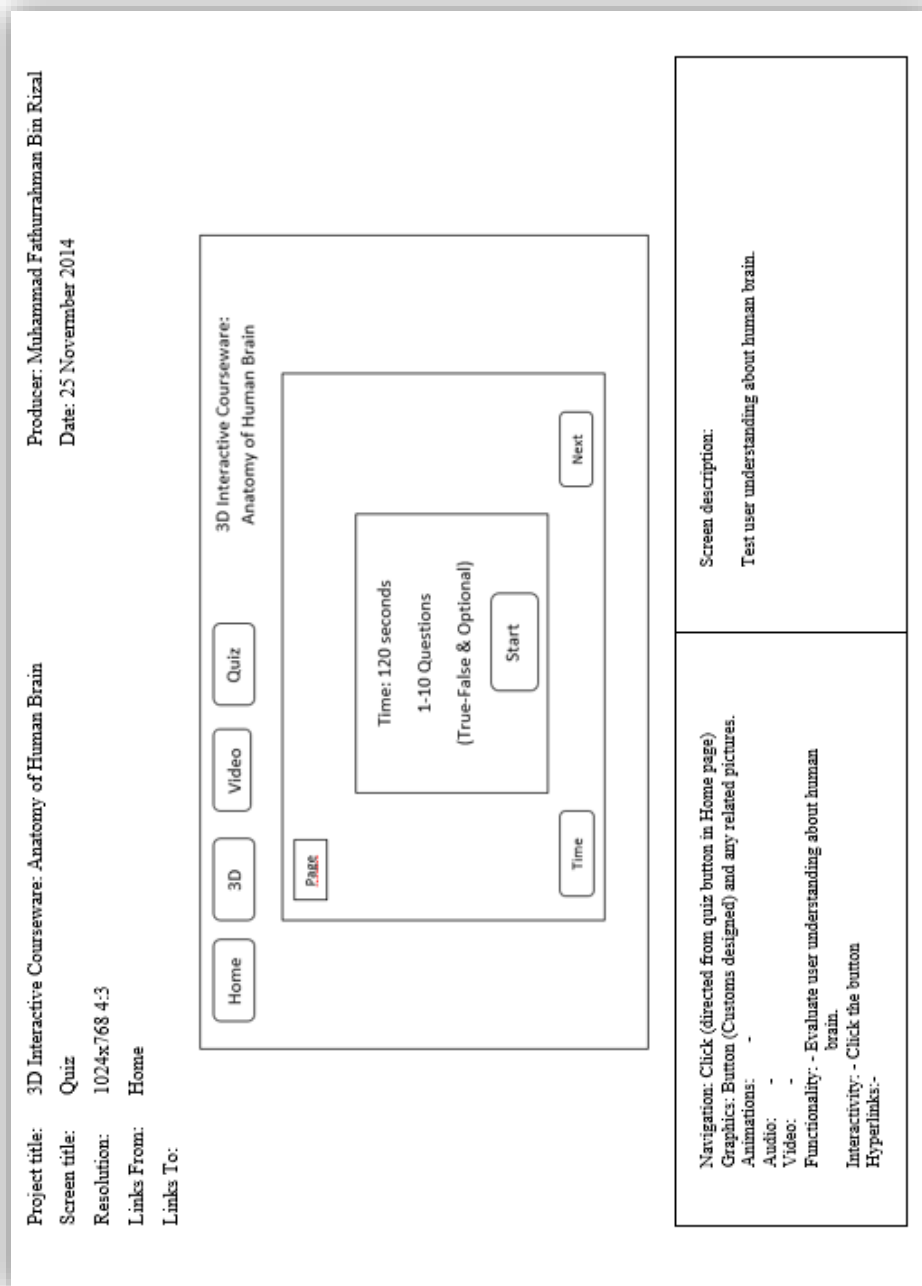 Project title: 3D Interactive Courseware: Anatomy of Human Brain
Producer: Muhammad Fathurrahman Bin Rizal
Screen title: Quiz
Date: 25 Novermber 2014
Resolution: 1024x768 4:3
Links From: Home
Links To:
Home
3D
Video
Quiz
3D Interactive Courseware:
Anatomy of Human Brain
Page
Time: 120 seconds
1-10 Questions
(True-False & Optional)
Start
Time
Next
Navigation: Click (directed from quiz button in Home page)
Graphics: Button (Customs designed) and any related pictures.
Animations: -
Audio: -
Video: -
Functionality: - Evaluate user understanding about human
brain.
Interactivity: - Click the button
Hyperlinks:-
Screen description:
Test user understanding about human brain.